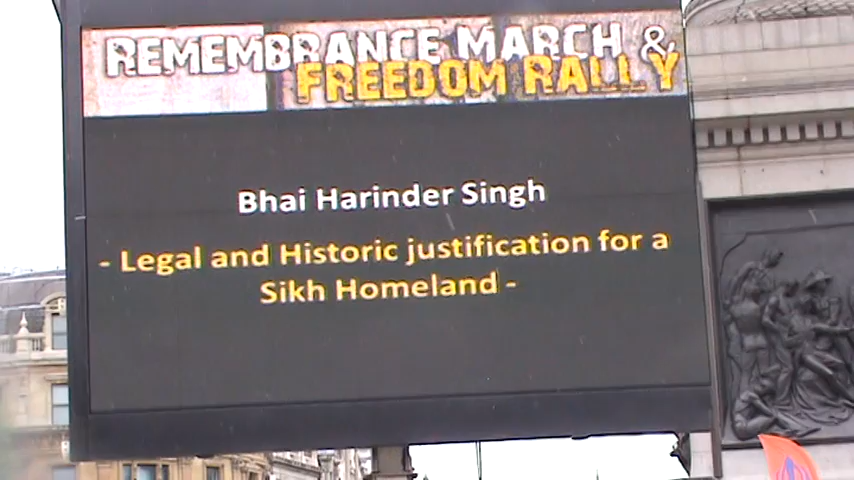 REMEMBRANCE MARCH &
FREEDOM RALLY
Bhai Harinder Singh
- Legal and Historic justification for a
Sikh Homeland -